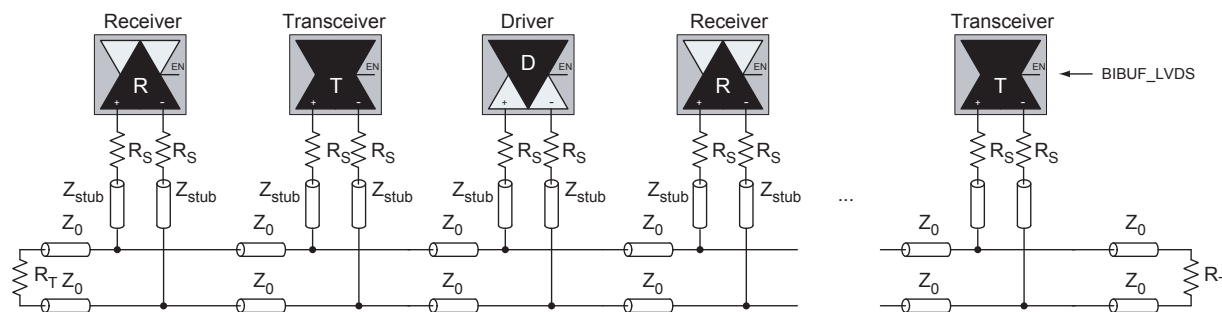 Receiver Transceiver Driver Receiver Transceiver
EN EN EN EN EN
R T D R T BIBUF_LVDS
+ - + - + - + - + -
RS RS RS RS RS RS RS RS RS RS
Zstub Zstub Zstub Zstub Zstub Zstub Zstub Zstub
...
Z0 Z0 Z0 Z0 Z0 Z0
RT Z0 Z0 Z0 Z0 Z0 Z0 RT